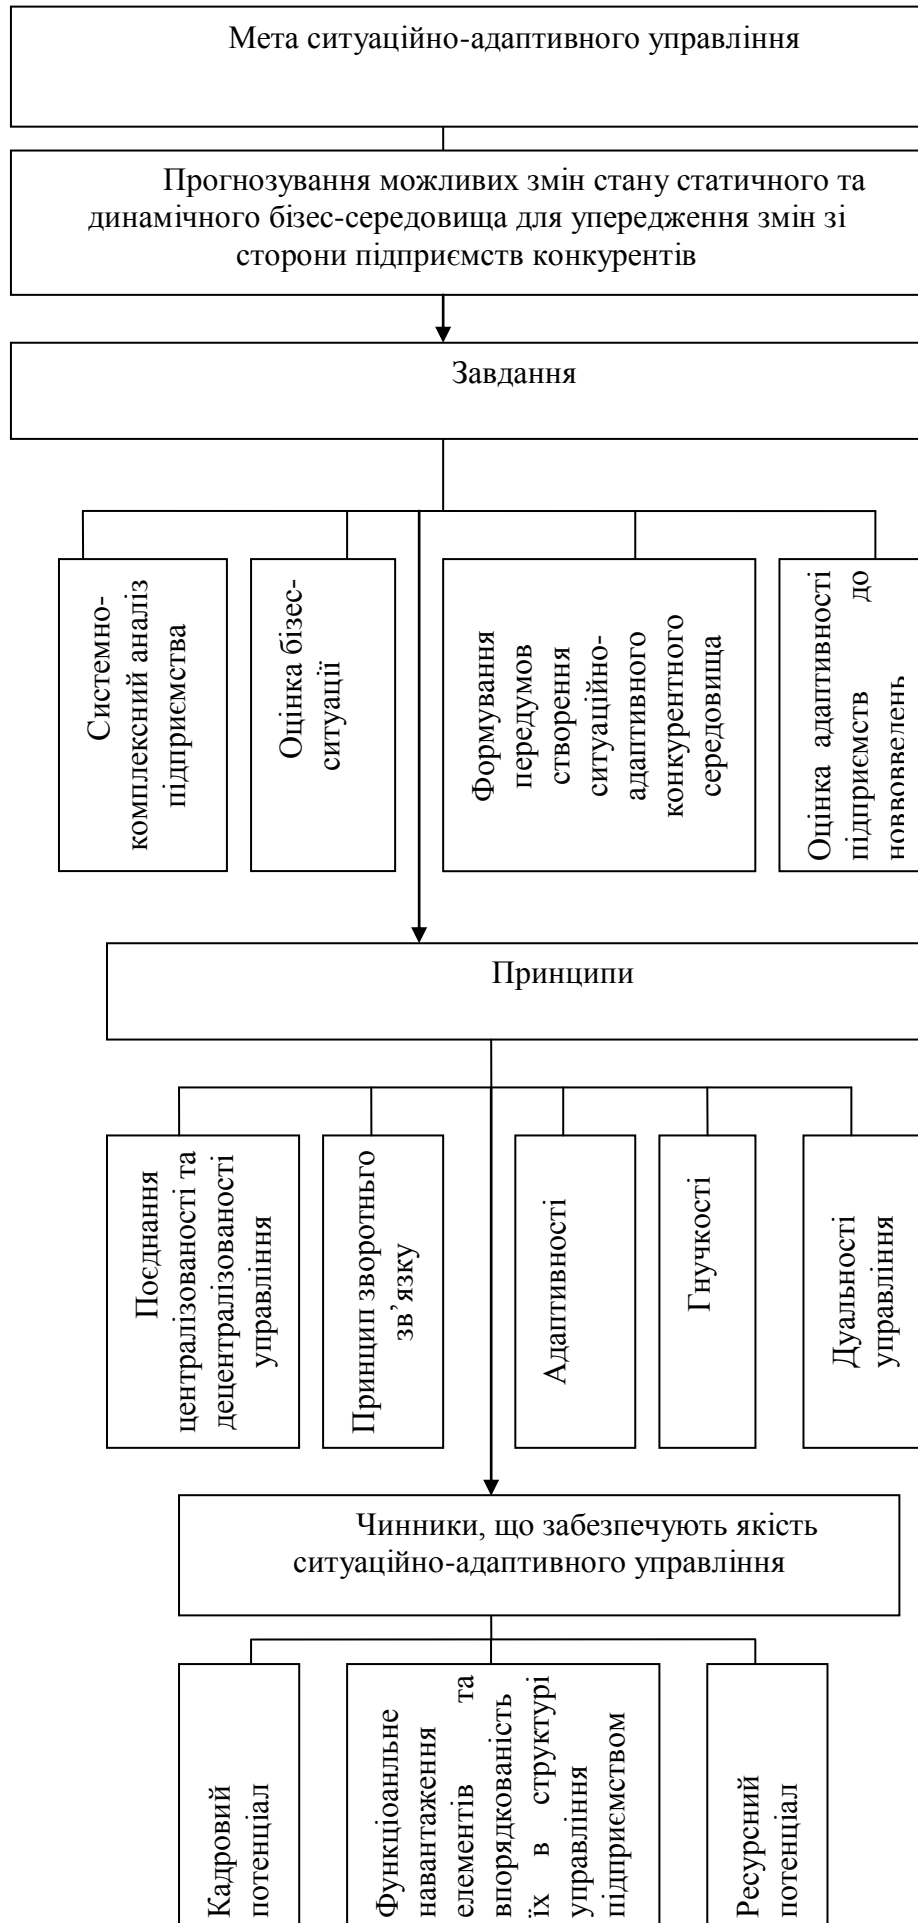 Мета ситуаційно-адаптивного управління
Прогнозування можливих змін стану статичного та
динамічного бізес-середовища для упередження змін зі
сторони підприємств конкурентів
Завдання
Системно-
комплексний аналіз
підприємства
Оцінка бізес-
ситуації
Формування
передумов
створення
ситуаційно-
адаптивного
конкурентного
середовища
Оцінка адаптивності
підприємств до
нововведень
Принципи
Поєднання
централізованості та
децентралізованості
управління
Принцип зворотньго
зв’язку
Адаптивності
Гнучкості
Дуальності
управління
Чинники, що забезпечують якість
ситуаційно-адаптивного управління
Кадровий
потенціал
Функціоанльне
навантаження
елементів та
впорядкованість
їх в структурі
управління
підприємством
Ресурсний
потенціал